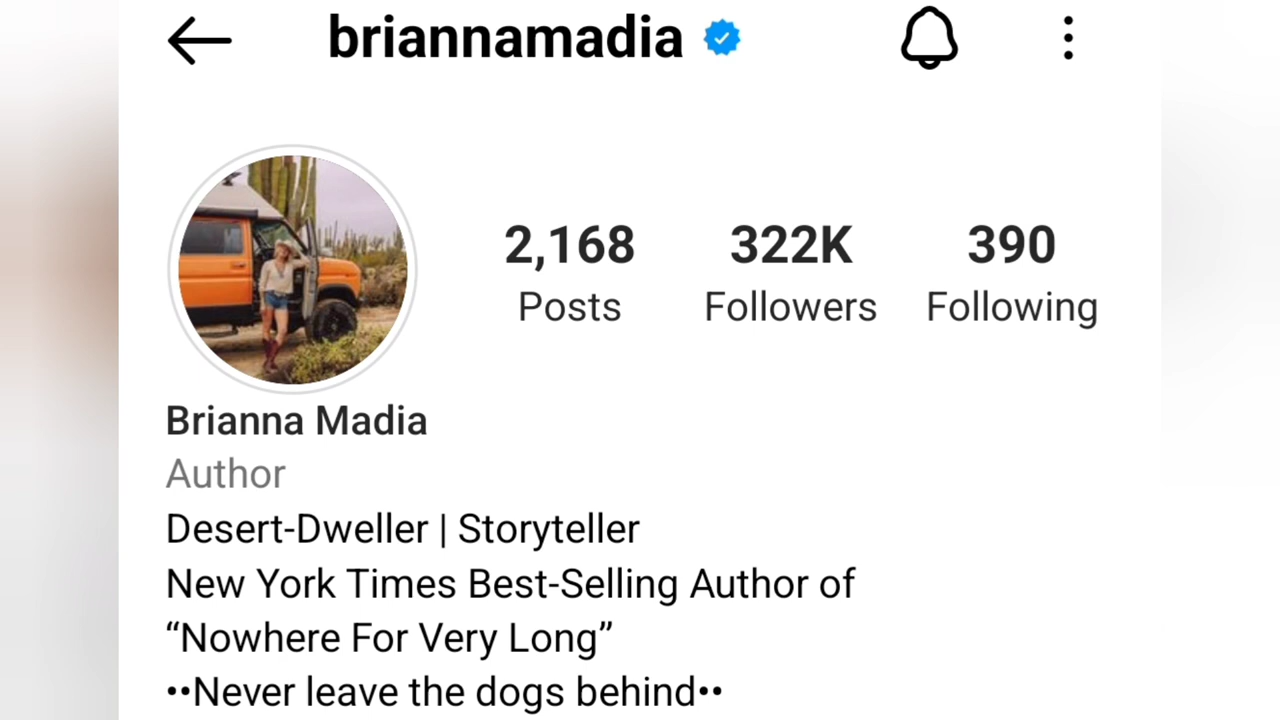 briannamadia
2,168 322K 390
Posts Followers Following
Brianna Madia
Author
Desert-Dweller | Storyteller
New York Times Best-Selling Author of
“Nowhere For Very Long”
••Never leave the dogs behind••